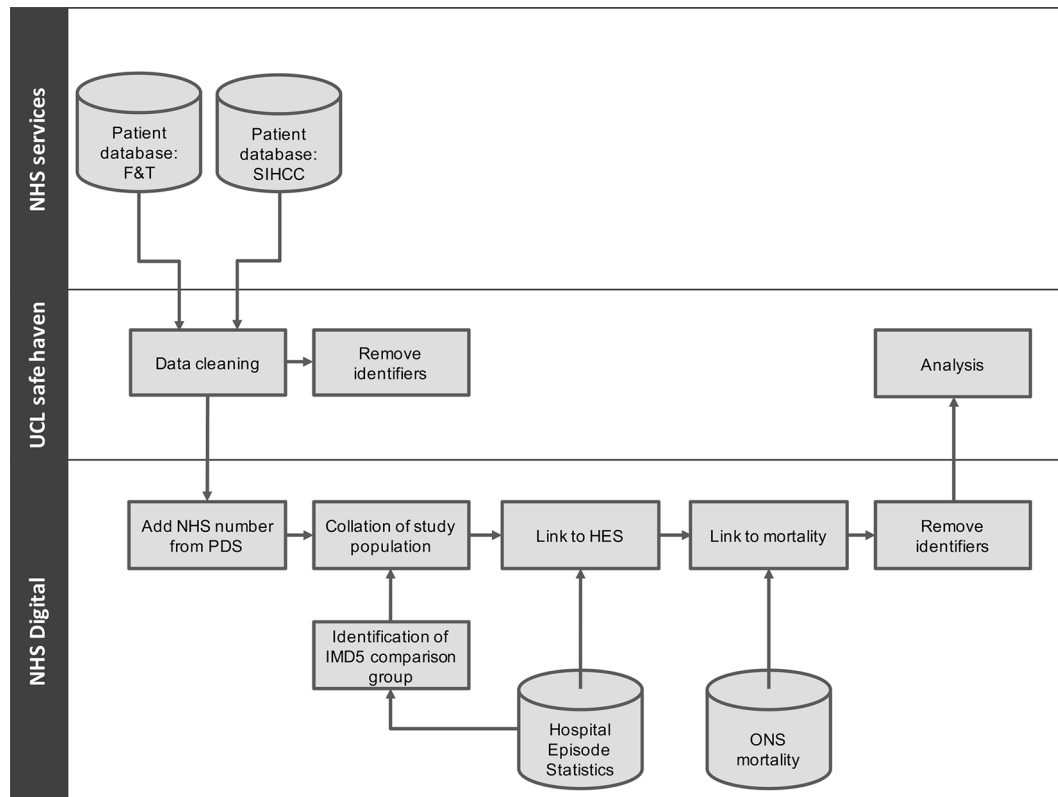 NHS services
Patient
database:
F&T
Patient
database:
SIHCC
UCL safe haven
Data cleaning
Remove
identifiers
Analysis
NHS Digital
Add NHS number
from PDS
Collation of study
population
Link to HES
Link to mortality
Remove
identifiers
Identification of
IMD5 comparison
group
Hospital
Episode
Statistics
ONS
mortality